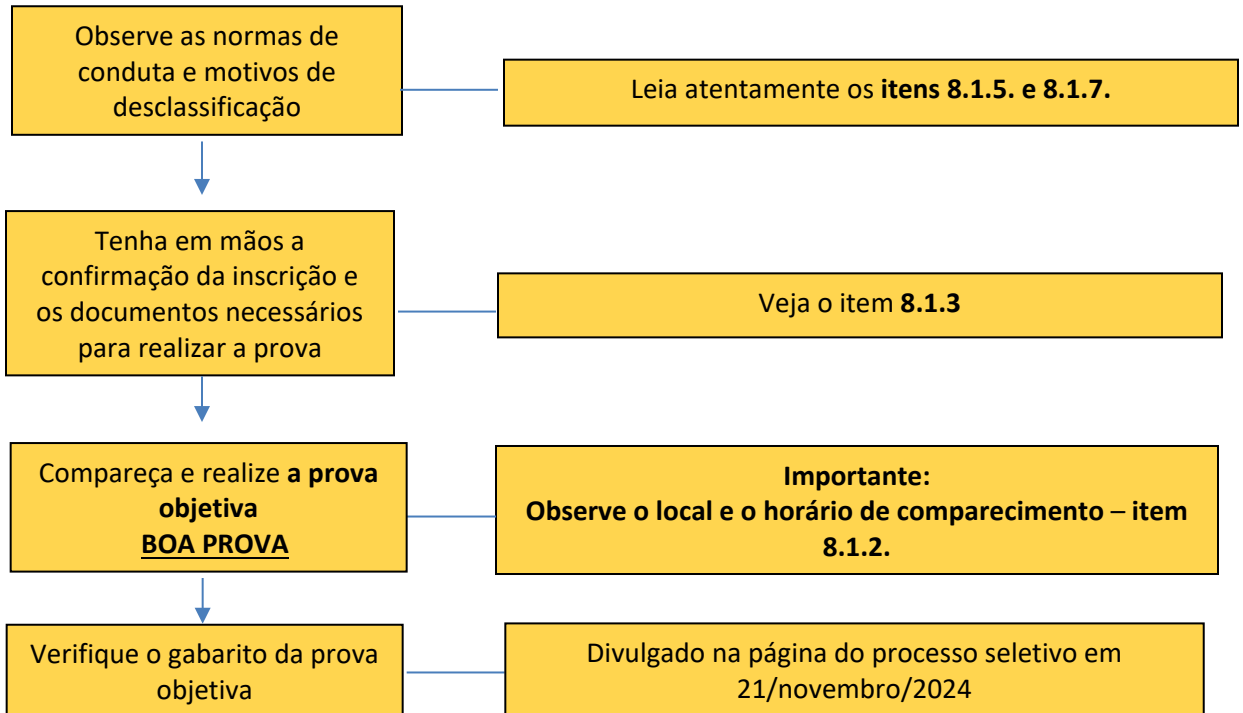 Observe as normas de
conduta e motivos de
desclassificação
Leia atentamente os itens 8.1.5. e 8.1.7.
Tenha em mãos a
confirmação da inscrição e
os documentos necessários
para realizar a prova
Veja o item 8.1.3
Compareça e realize a prova
objetiva
BOA PROVA
Importante:
Observe o local e o horário de comparecimento – item
8.1.2.
Verifique o gabarito da prova
objetiva
Divulgado na página do processo seletivo em
21/novembro/2024